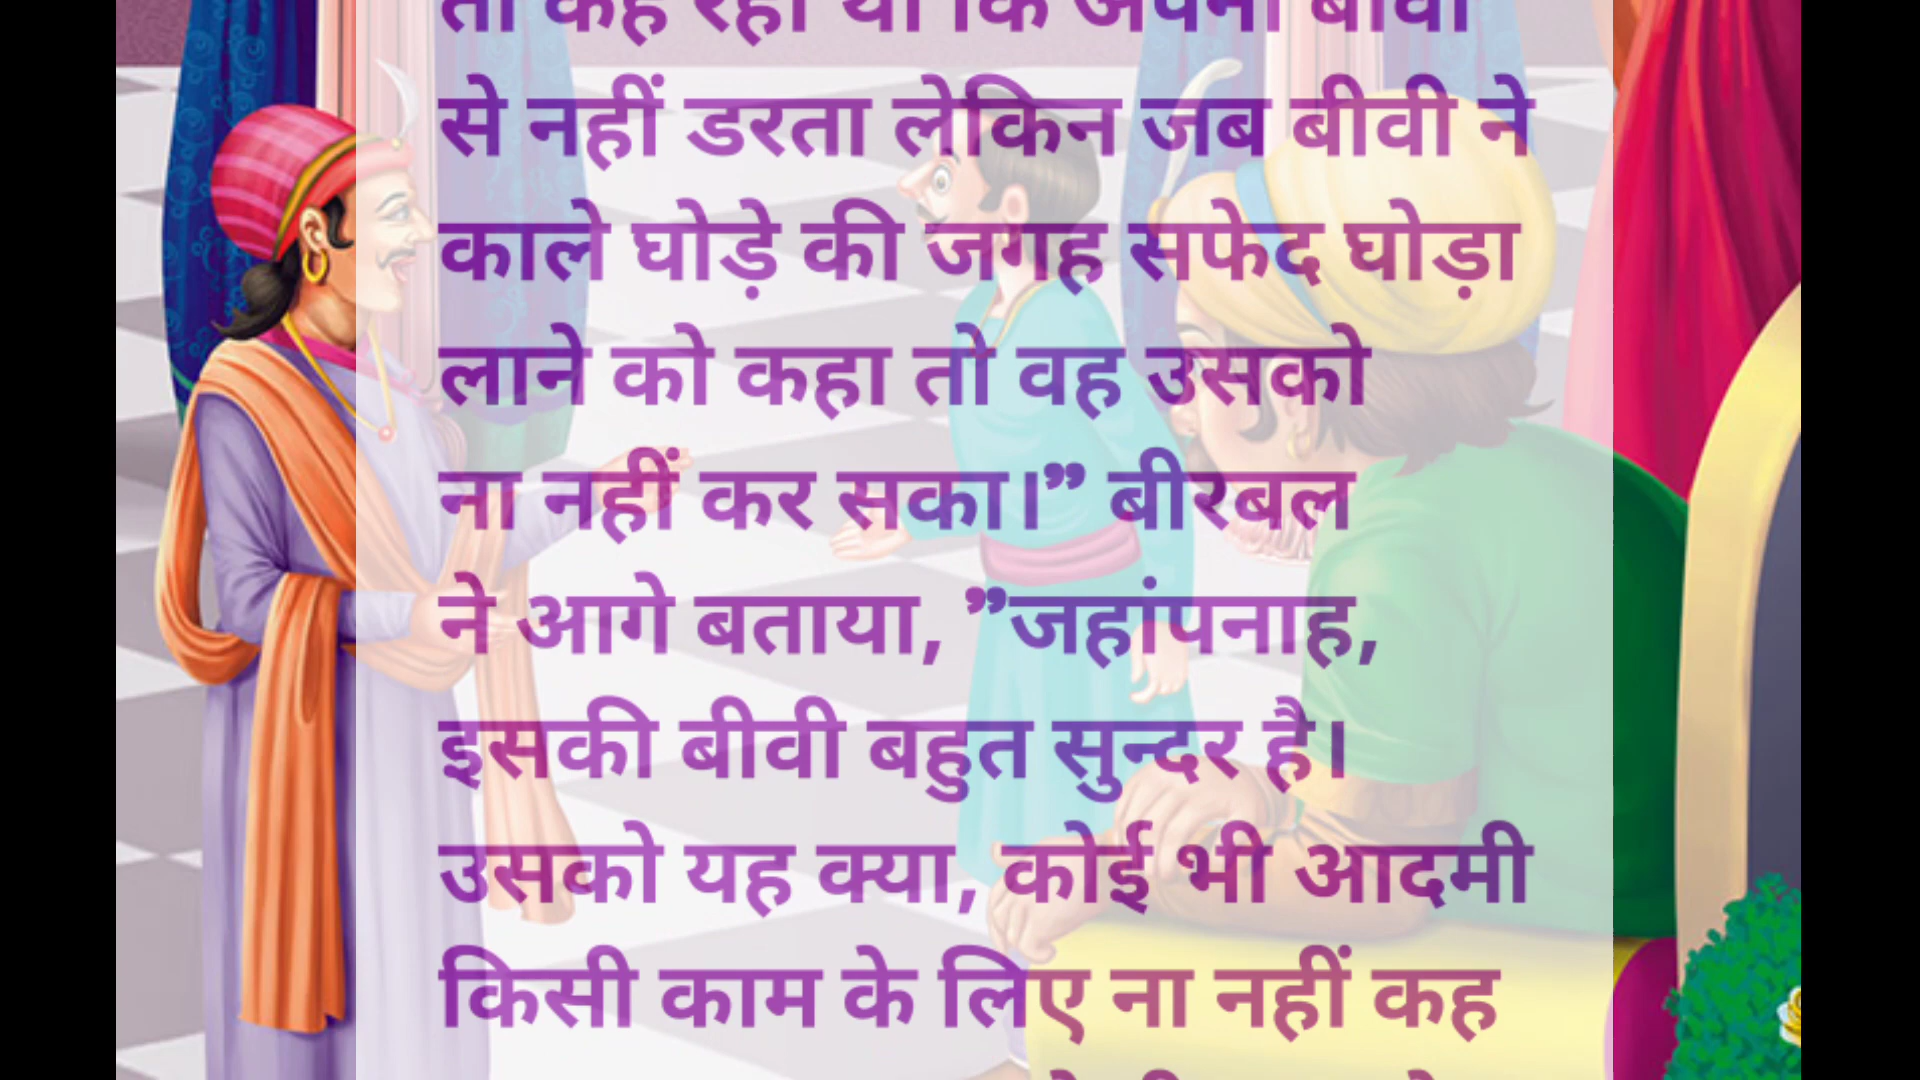 तो कह रहा था कि अपनी बीवी
से नहीं डरता लेकिन जब बीवी ने
काले घोड़े की जगह सफेद घोड़ा
लाने को कहा तो वह उसको
ना नहीं कर सका।” बीरबल
ने आगे बताया, ”जहांपनाह,
इसकी बीवी बहुत सुन्दर है।
उसको यह क्या, कोई भी आदमी
किसी काम के लिए ना नहीं कह